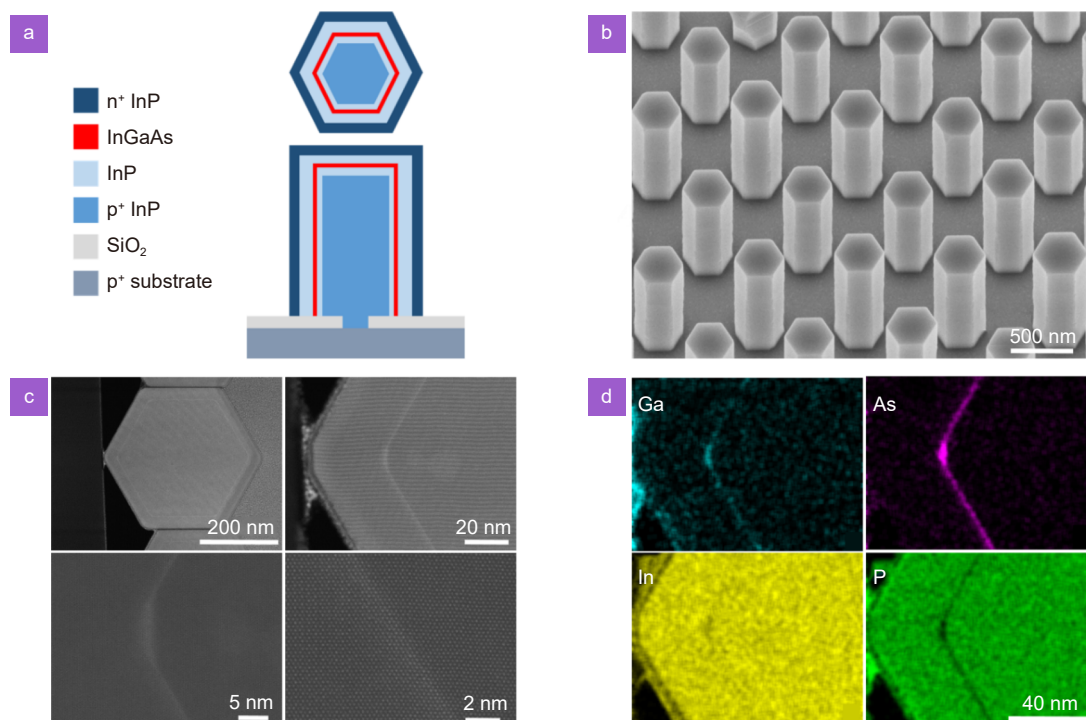 a
n⁺ InP
InGaAs
InP
p⁺ InP
SiO₂
p⁺ substrate
b
500 nm
c
200 nm
20 nm
5 nm
2 nm
d
Ga
As
In
P
40 nm